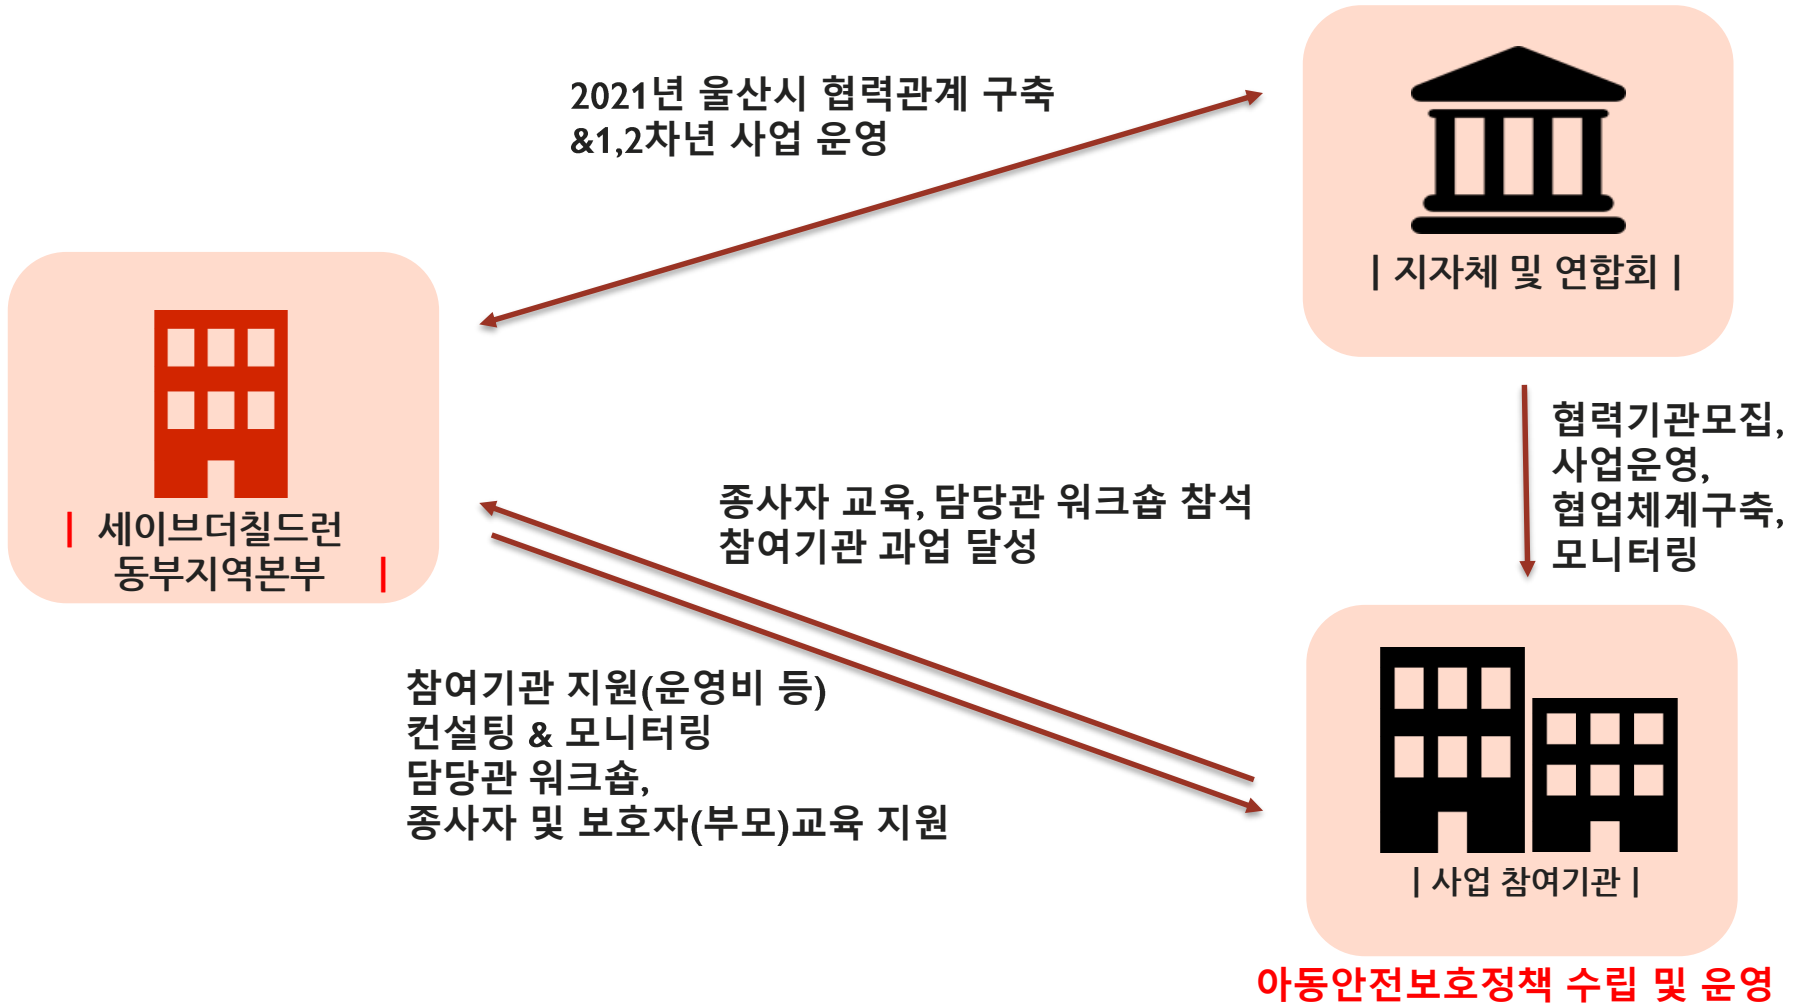 2021년 울산시 협력관계 구축
&1,2차년 사업 운영
| 지자체 및 연합회 |
| 세이브더칠드런
동부지역본부 |
협력기관모집,
사업운영,
협업체계구축,
모니터링
종사자 교육, 담당관 워크숍 참석
참여기관 과업 달성
참여기관 지원(운영비 등)
컨설팅 & 모니터링
담당관 워크숍,
종사자 및 보호자(부모)교육 지원
| 사업 참여기관 |
아동안전보호정책 수립 및 운영